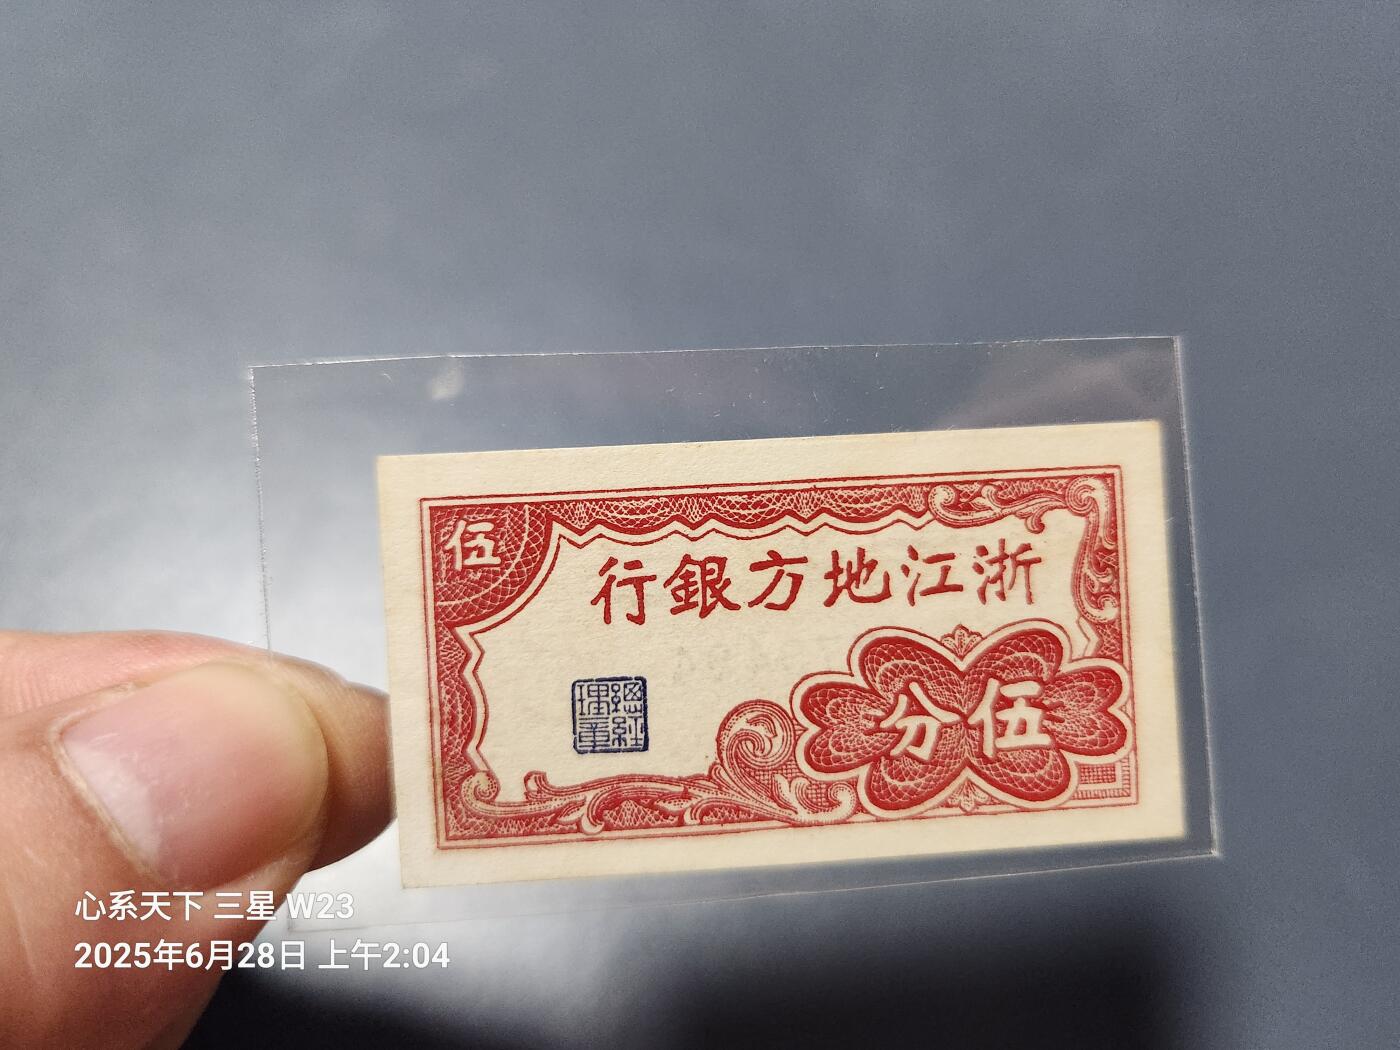 伍
浙江地方銀行
伍分
總經理章
心系天下 三星 W23
2025年6月28日 上午2:04